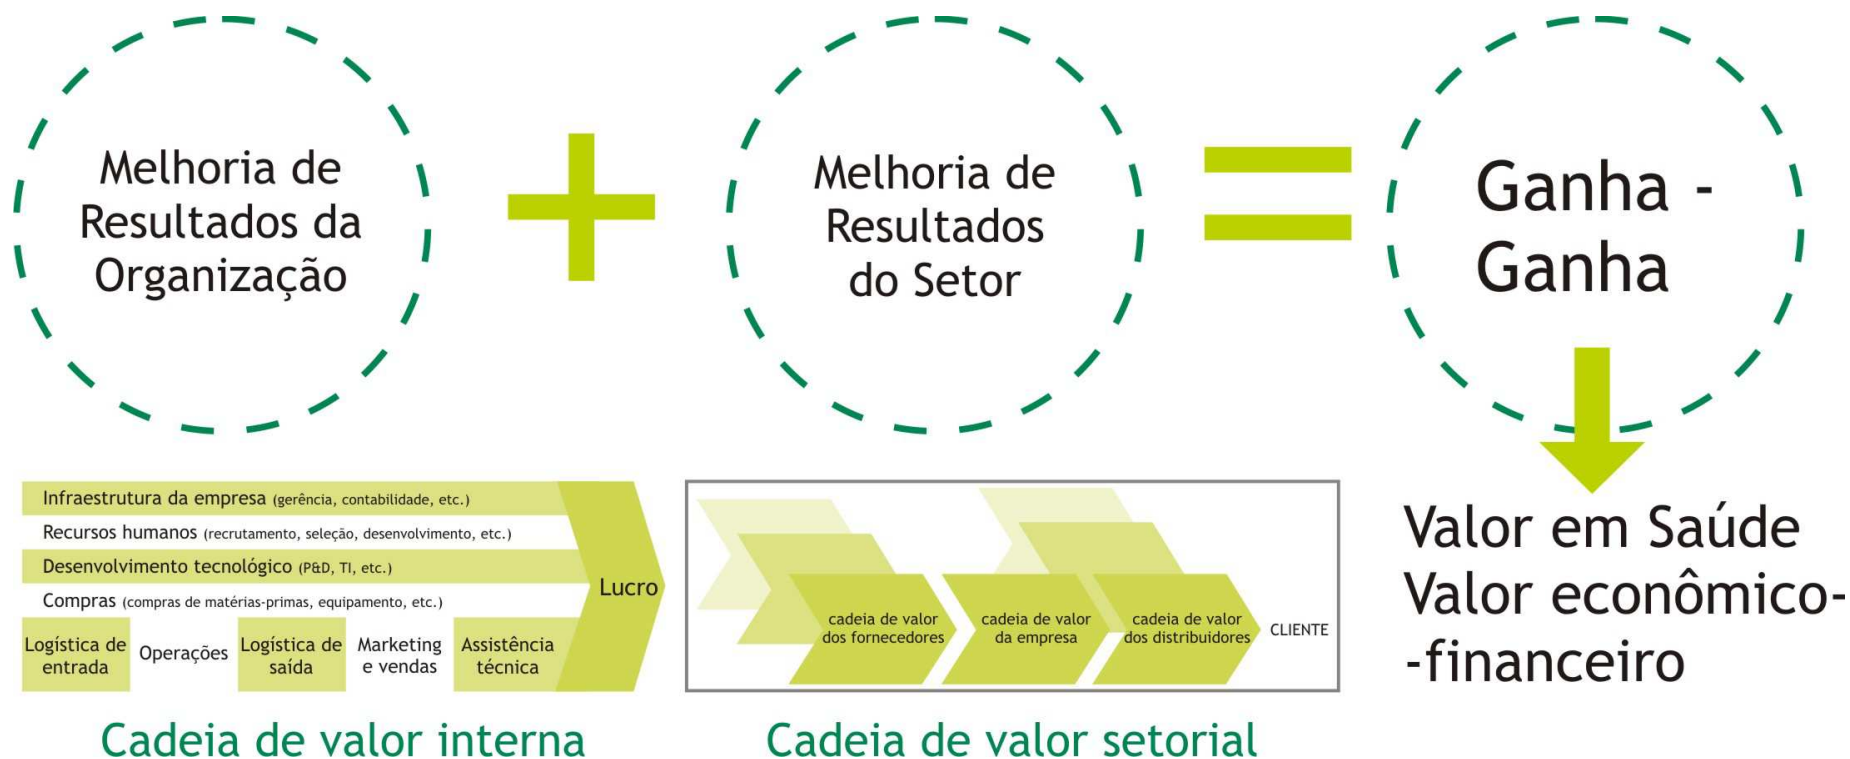 Melhoria de
Resultados da
Organização
Melhoria de
Resultados
do Setor
Ganha -
Ganha
Infraestrutura da empresa (gerência, contabilidade, etc.)
Recursos humanos (recrutamento, seleção, desenvolvimento, etc.)
Desenvolvimento tecnológico (P&D, TI, etc.)
Compras (compras de matérias-primas, equipamento, etc.)
Logística de
entrada
Operações
Logística de
saída
Marketing
e vendas
Assistência
técnica
Lucro
cadeia de valor
dos fornecedores
cadeia de valor
da empresa
cadeia de valor
dos distribuidores
CLIENTE
Valor em Saúde
Valor econômico-
-financeiro
Cadeia de valor interna
Cadeia de valor setorial